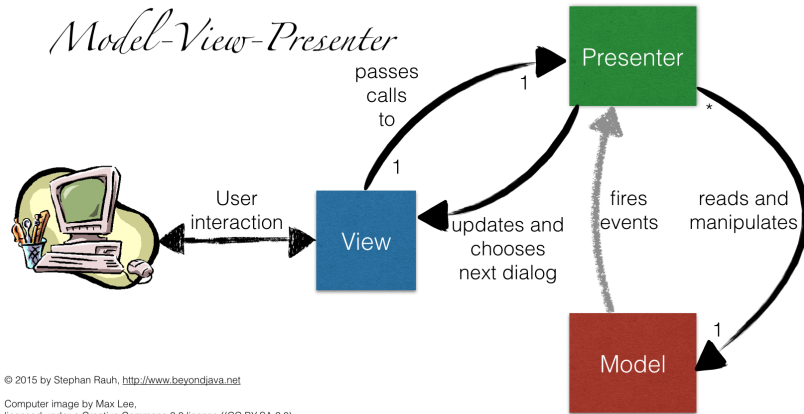 Model-View-Presenter
passes
calls
to
1
1
Presenter
*
User
interaction
View
updates and
chooses
next dialog
fires
events
reads and
manipulates
1
Model
© 2015 by Stephan Rauh, http://www.beyondjava.net
Computer image by Max Lee,